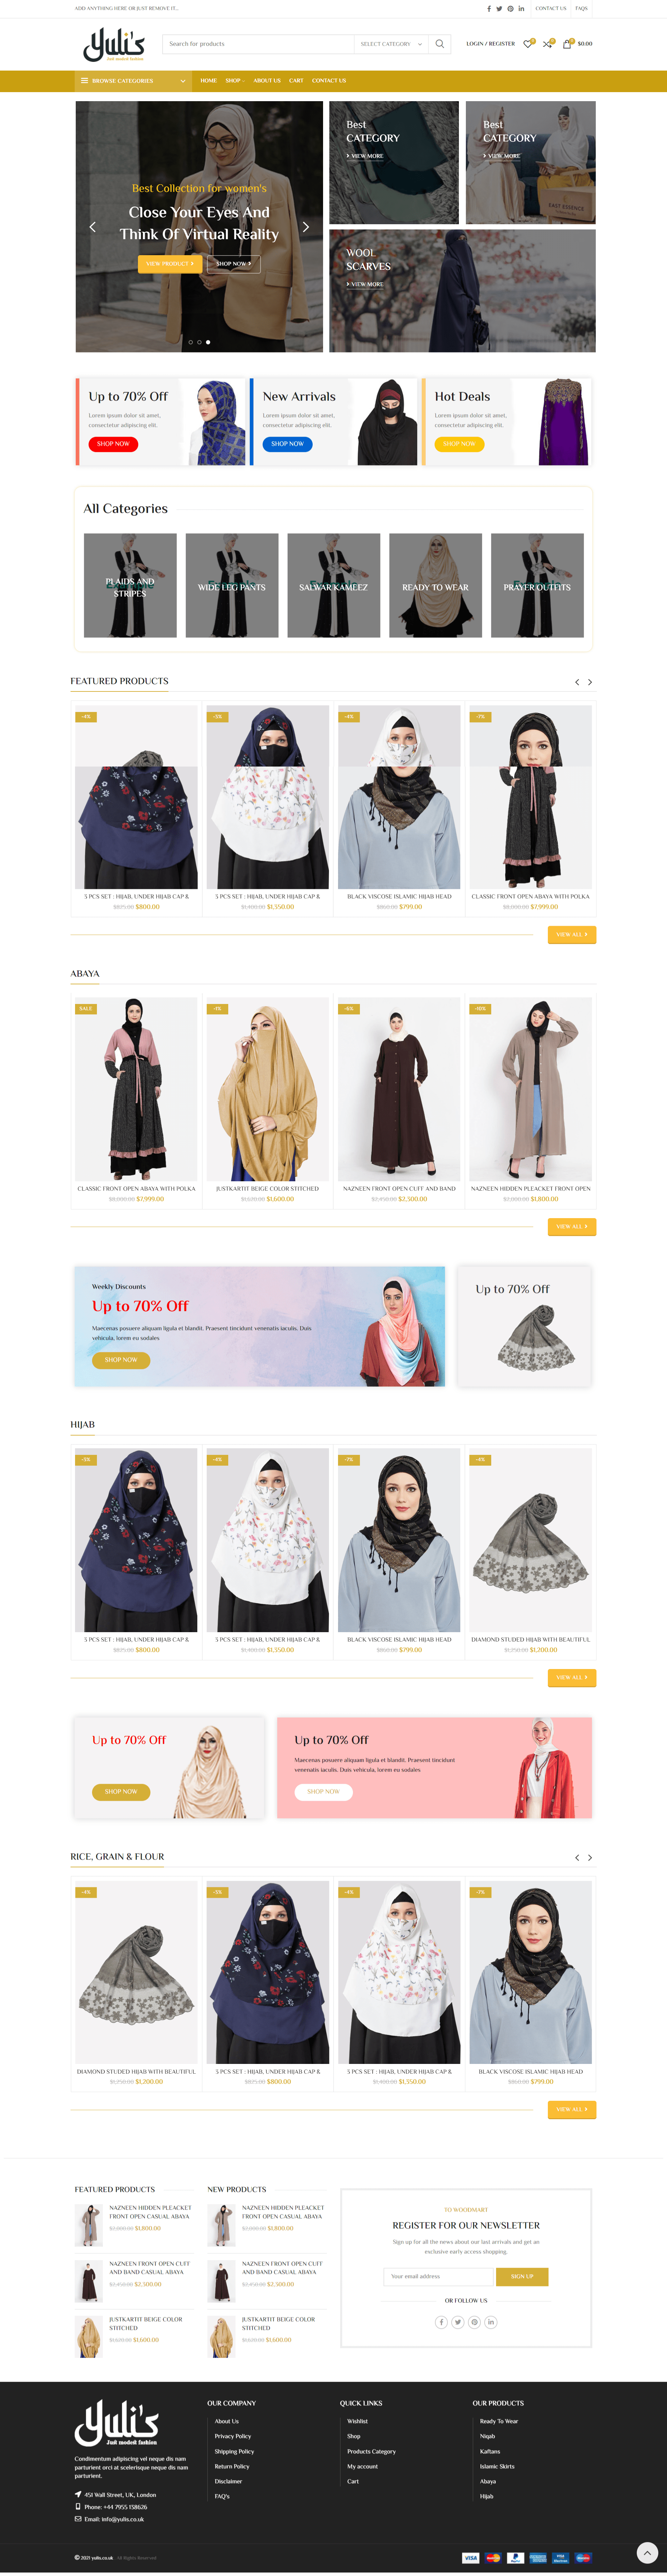 ADD ANYTHING HERE OR JUST REMOVE IT...
CONTACT US
FAQS
Yuli's
Just modest fashion
Search for products
SELECT CATEGORY
LOGIN / REGISTER
0
0
0
$0.00
BROWSE CATEGORIES
HOME
SHOP
ABOUT US
CART
CONTACT US
Best Collection for women's
Close Your Eyes And
Think Of Virtual Reality
VIEW PRODUCT
SHOP NOW
Best
CATEGORY
VIEW MORE
Best
CATEGORY
VIEW MORE
EAST ESSENCE
WOOL
SCARVES
VIEW MORE
Up to 70% Off
Lorem ipsum dolor sit amet,
consectetur adipiscing elit.
SHOP NOW
New Arrivals
Lorem ipsum dolor sit amet,
consectetur adipiscing elit.
SHOP NOW
Hot Deals
Lorem ipsum dolor sit amet,
consectetur adipiscing elit.
SHOP NOW
All Categories
PLAIDS AND
STRIPES
WIDE LEG PANTS
SALWAR KAMEEZ
READY TO WEAR
PRAYER OUTFITS
FEATURED PRODUCTS
-4%
-3%
-4%
-7%
3 PCS SET : HIJAB, UNDER HIJAB CAP &
$825.00 $800.00
3 PCS SET : HIJAB, UNDER HIJAB CAP &
$1,400.00 $1,350.00
BLACK VISCOSE ISLAMIC HIJAB HEAD
$860.00 $799.00
CLASSIC FRONT OPEN ABAYA WITH POLKA
$8,000.00 $7,999.00
VIEW ALL
ABAYA
SALE
-1%
-6%
-10%
CLASSIC FRONT OPEN ABAYA WITH POLKA
$8,000.00 $7,999.00
JUSTKARTIT BEIGE COLOR STITCHED
$1,620.00 $1,600.00
NAZNEEN FRONT OPEN CUFF AND BAND
$2,450.00 $2,300.00
NAZNEEN HIDDEN PLEACKET FRONT OPEN
$2,000.00 $1,800.00
VIEW ALL
Weekly Discounts
Up to 70% Off
Maecenas posuere aliquam ligula et blandit. Praesent tincidunt venenatis iaculis. Duis
vehicula, lorem eu sodales
SHOP NOW
Up to 70% Off
HIJAB
-3%
-4%
-7%
-4%
3 PCS SET : HIJAB, UNDER HIJAB CAP &
$825.00 $800.00
3 PCS SET : HIJAB, UNDER HIJAB CAP &
$1,400.00 $1,350.00
BLACK VISCOSE ISLAMIC HIJAB HEAD
$860.00 $799.00
DIAMOND STUDED HIJAB WITH BEAUTIFUL
$1,250.00 $1,200.00
VIEW ALL
Up to 70% Off
SHOP NOW
Up to 70% Off
Maecenas posuere aliquam ligula et blandit. Praesent tincidunt
venenatis iaculis. Duis vehicula, lorem eu sodales
SHOP NOW
RICE, GRAIN & FLOUR
-4%
-3%
-4%
-7%
DIAMOND STUDED HIJAB WITH BEAUTIFUL
$1,250.00 $1,200.00
3 PCS SET : HIJAB, UNDER HIJAB CAP &
$825.00 $800.00
3 PCS SET : HIJAB, UNDER HIJAB CAP &
$1,400.00 $1,350.00
BLACK VISCOSE ISLAMIC HIJAB HEAD
$860.00 $799.00
VIEW ALL
FEATURED PRODUCTS
NAZNEEN HIDDEN PLEACKET
FRONT OPEN CASUAL ABAYA
$2,000.00 $1,800.00
NAZNEEN FRONT OPEN CUFF
AND BAND CASUAL ABAYA
$2,450.00 $2,300.00
JUSTKARTIT BEIGE COLOR
STITCHED
$1,620.00 $1,600.00
NEW PRODUCTS
NAZNEEN HIDDEN PLEACKET
FRONT OPEN CASUAL ABAYA
$2,000.00 $1,800.00
NAZNEEN FRONT OPEN CUFF
AND BAND CASUAL ABAYA
$2,450.00 $2,300.00
JUSTKARTIT BEIGE COLOR
STITCHED
$1,620.00 $1,600.00
TO WOODMART
REGISTER FOR OUR NEWSLETTER
Sign up for all the news about our last arrivals and get an
exclusive early access shopping.
Your email address
SIGN UP
OR FOLLOW US
Yuli's
Just modest fashion
Condimentum adipiscing vel neque dis nam
parturient orci at scelerisque neque dis nam
parturient.
451 Wall Street, UK, London
Phone: +44 7955 158626
Email: info@yulis.co.uk
OUR COMPANY
About Us
Privacy Policy
Shipping Policy
Return Policy
Disclaimer
FAQ's
QUICK LINKS
Wishlist
Shop
Products Category
My account
Cart
OUR PRODUCTS
Ready To Wear
Niqab
Kaftans
Islamic Skirts
Abaya
Hijab
© 2021 yulis.co.uk . All Rights Reserved.
VISA
MasterCard
PayPal
VISA
Maestro